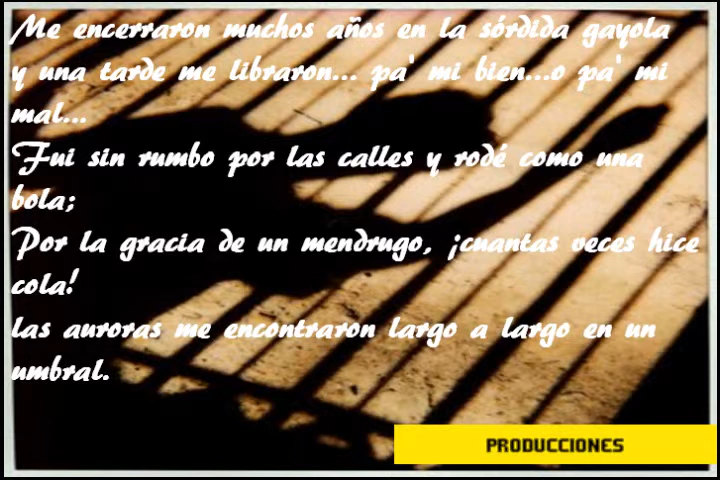 Me encerraron muchos años en la sórdida gayola
y una tarde me libraron... pa' mi bien...o pa' mi
mal...
Fui sin rumbo por las calles y rodé como una
bola;
Por la gracia de un mendrugo, ¡cuantas veces hice
cola!
las auroras me encontraron largo a largo en un
umbral.
PRODUCCIONES